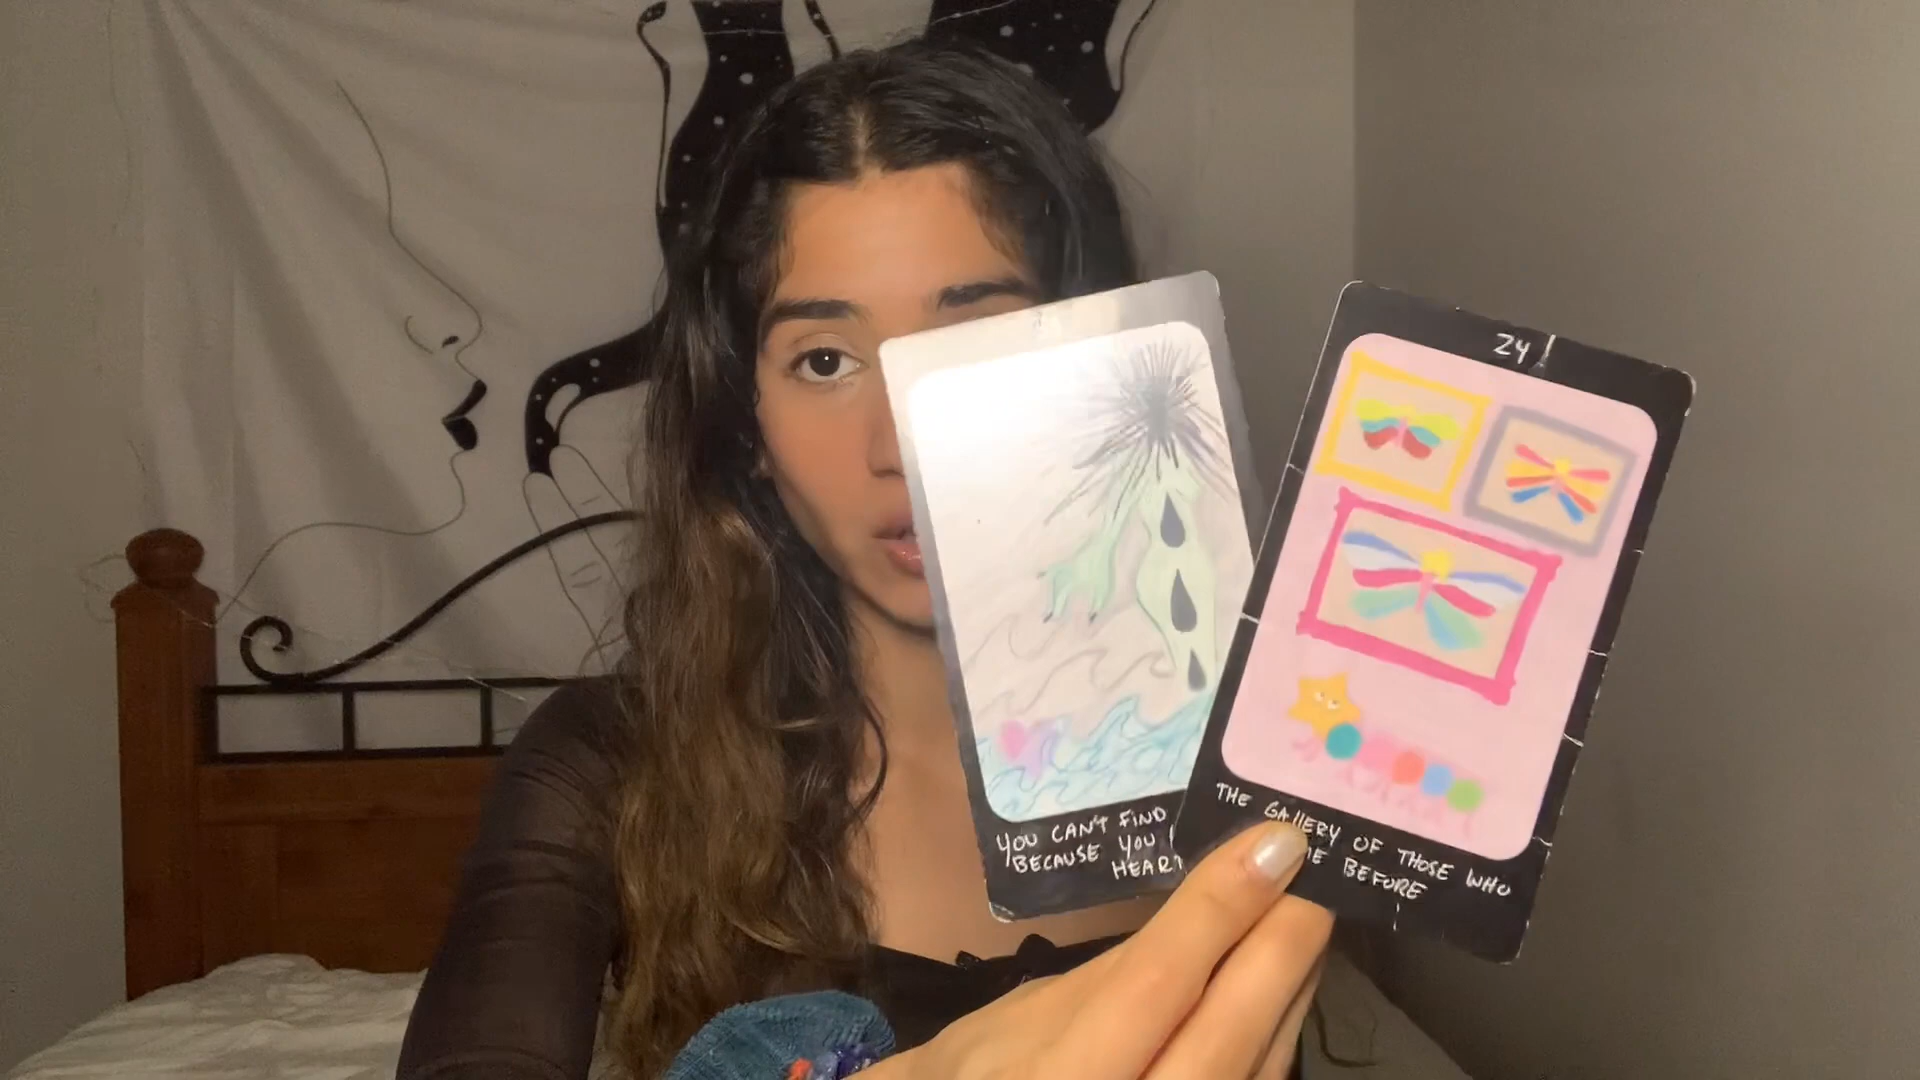 YOU CAN'T FIND
BECAUSE YOU
HEART
24
THE GALLERY OF THOSE WHO
BEFORE